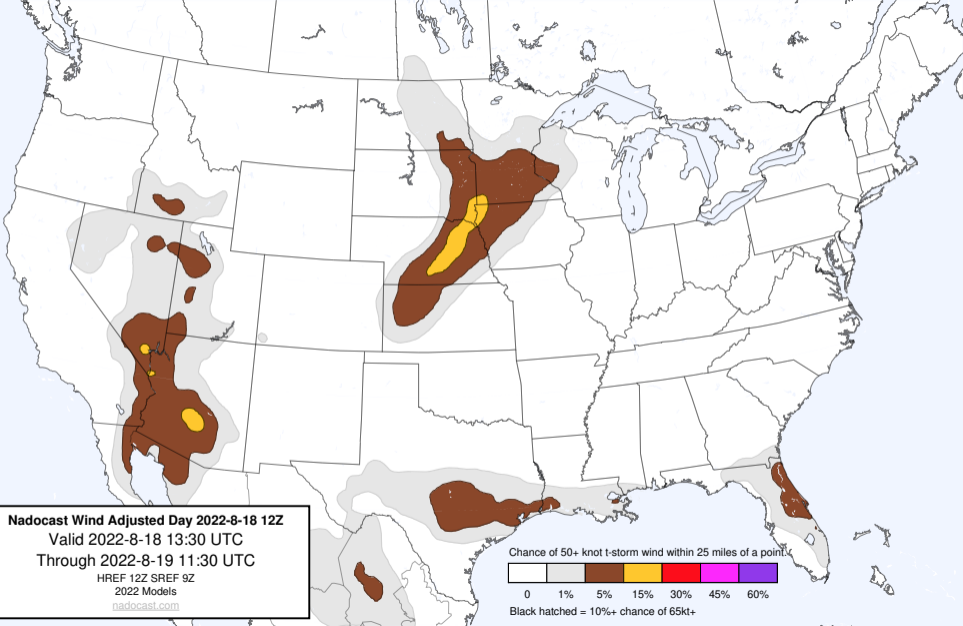 Nadocast Wind Adjusted Day 2022-8-18 12Z
Valid 2022-8-18 13:30 UTC
Through 2022-8-19 11:30 UTC
HREF 12Z SREF 9Z
2022 Models
nadocast.com
Chance of 50+ knot t-storm wind within 25 miles of a point.
0 1% 5% 15% 30% 45% 60%
Black hatched = 10%+ chance of 65kt+